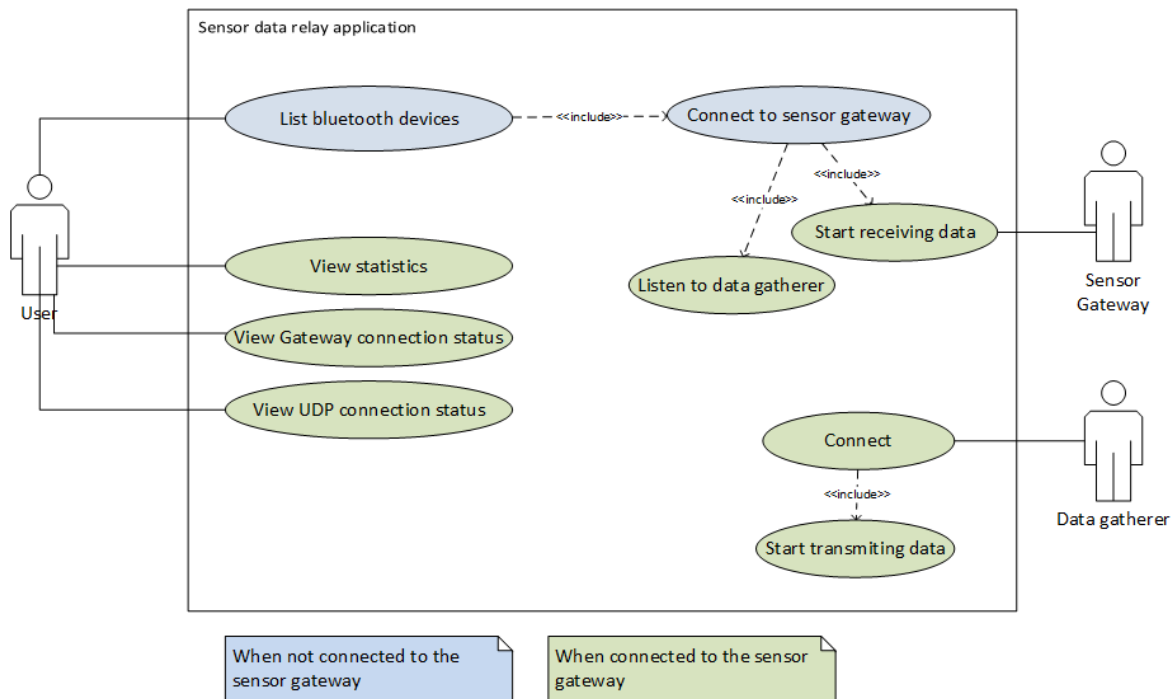 Sensor data relay application
List bluetooth devices
<<include>>
Connect to sensor gateway
<<include>>
<<include>>
Start receiving data
View statistics
Listen to data gatherer
Sensor
Gateway
User
View Gateway connection status
View UDP connection status
Connect
<<include>>
Data gatherer
Start transmiting data
When not connected to the
sensor gateway
When connected to the sensor
gateway